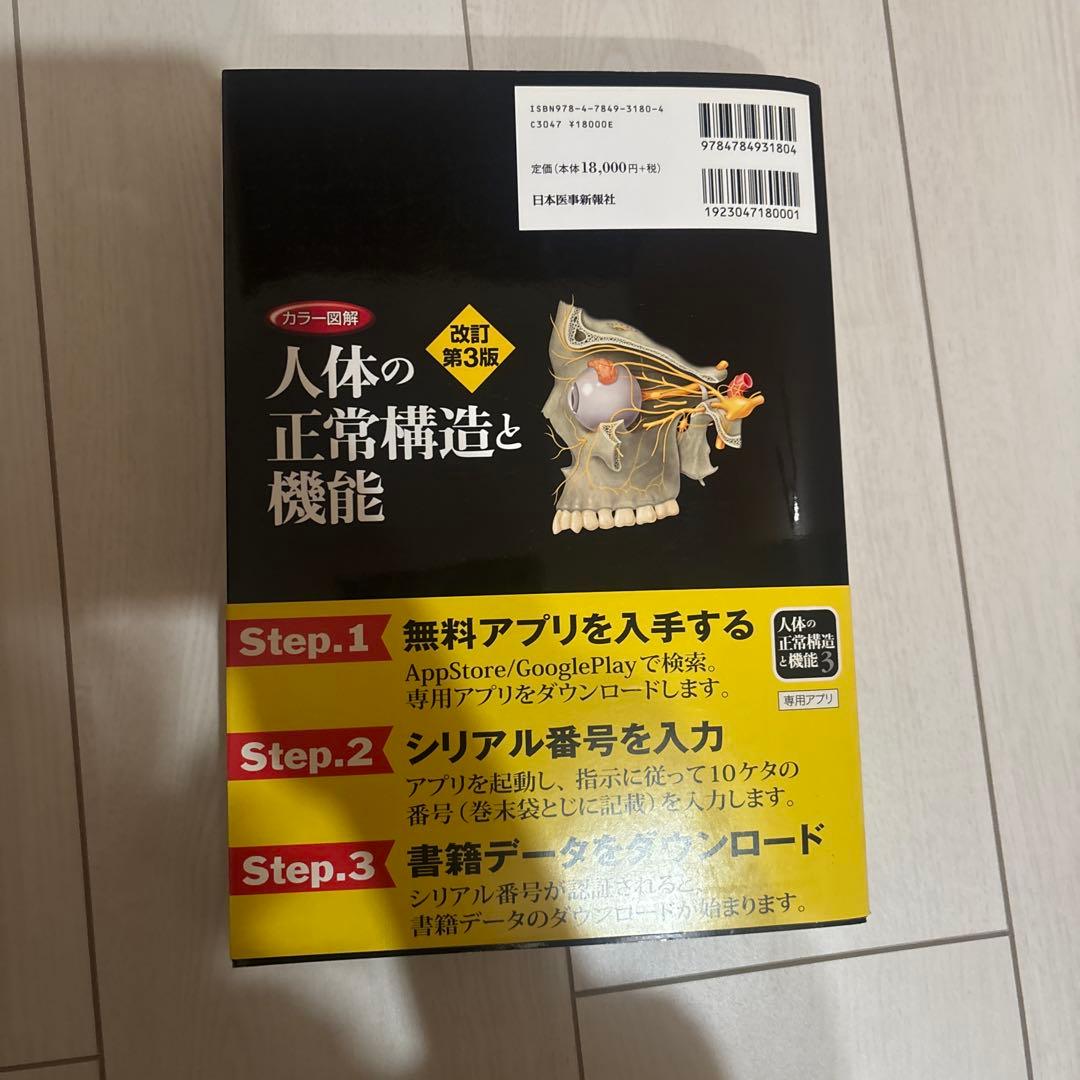 ISBN978-4-7849-3180-4
C3047 ¥18000E
9784784931804
定価(本体18,000円+税)
日本医事新報社
1923047180001
カラー図解
改訂
第3版
人体の
正常構造と
機能
Step.1
無料アプリを入手する
AppStore/GooglePlayで検索。
専用アプリをダウンロードします。
人体の
正常構造
と機能3
専用アプリ
Step.2
シリアル番号を入力
アプリを起動し、指示に従って10ケタの
番号(巻末袋とじに記載)を入力します。
Step.3
書籍データをダウンロード
シリアル番号が認証されると、
書籍データのダウンロードが始まります。